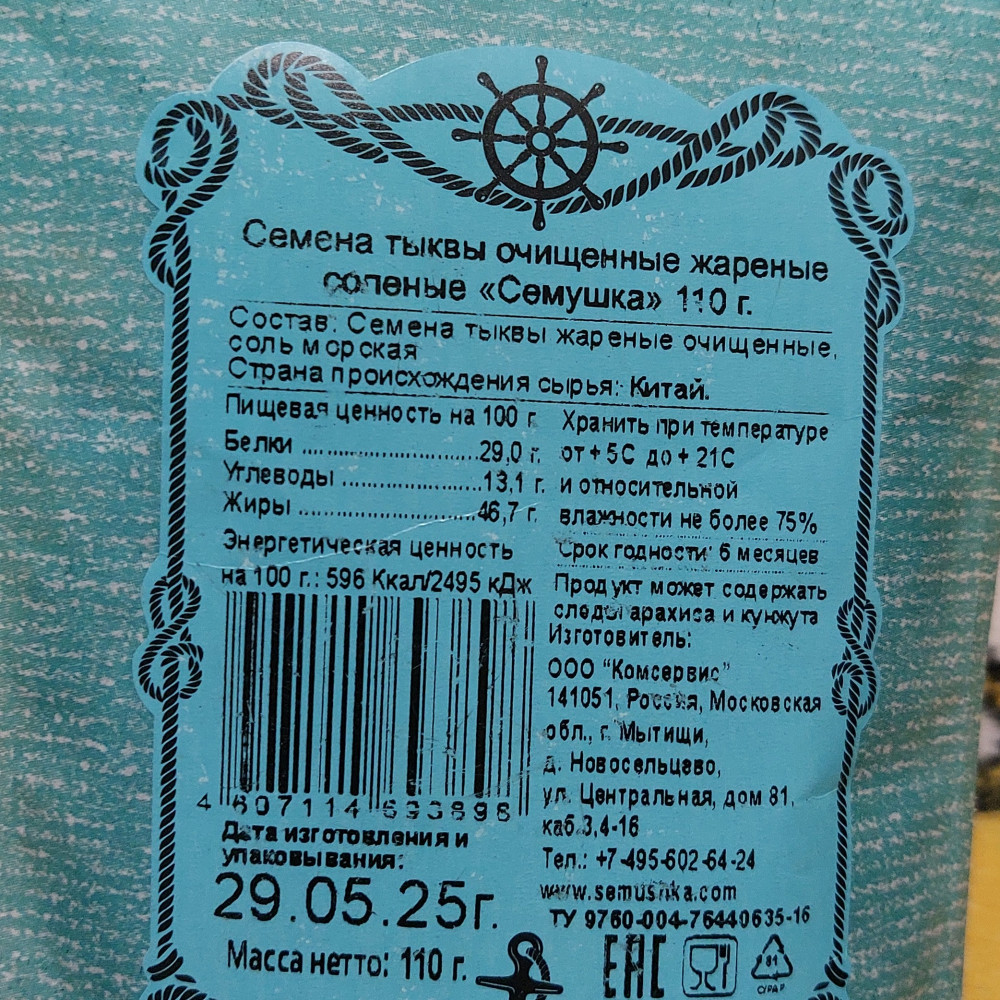 Семена тыквы очищенные жареные
соленые «Семушка» 110 г.
Состав: Семена тыквы жареные очищенные,
соль морская
Страна происхождения сырья: Китай.
Пищевая ценность на 100 г
Белки ...........................29,0 г.
Углеводы .....................13,1 г.
Жиры ...........................46,7 г.
Энергетическая ценность
на 100 г.: 596 Ккал/2495 кДж
4 607114 693898
Дата изготовления и
упаковывания:
29.05.25г.
Масса нетто: 110 г.
Хранить при температуре
от + 5С до + 21С
и относительной
влажности не более 75%
Срок годности: 6 месяцев
Продукт может содержать
следы арахиса и кунжута
Изготовитель:
ООО "Комсервис"
141051, Россия, Московская
обл., г. Мытищи,
д. Новосельцево,
ул. Центральная, дом 81,
каб.3,4-16
Тел.: +7-495-602-64-24
www.semushka.com
ТУ 9760-004-76440635-16
EAC
81
C/PAP